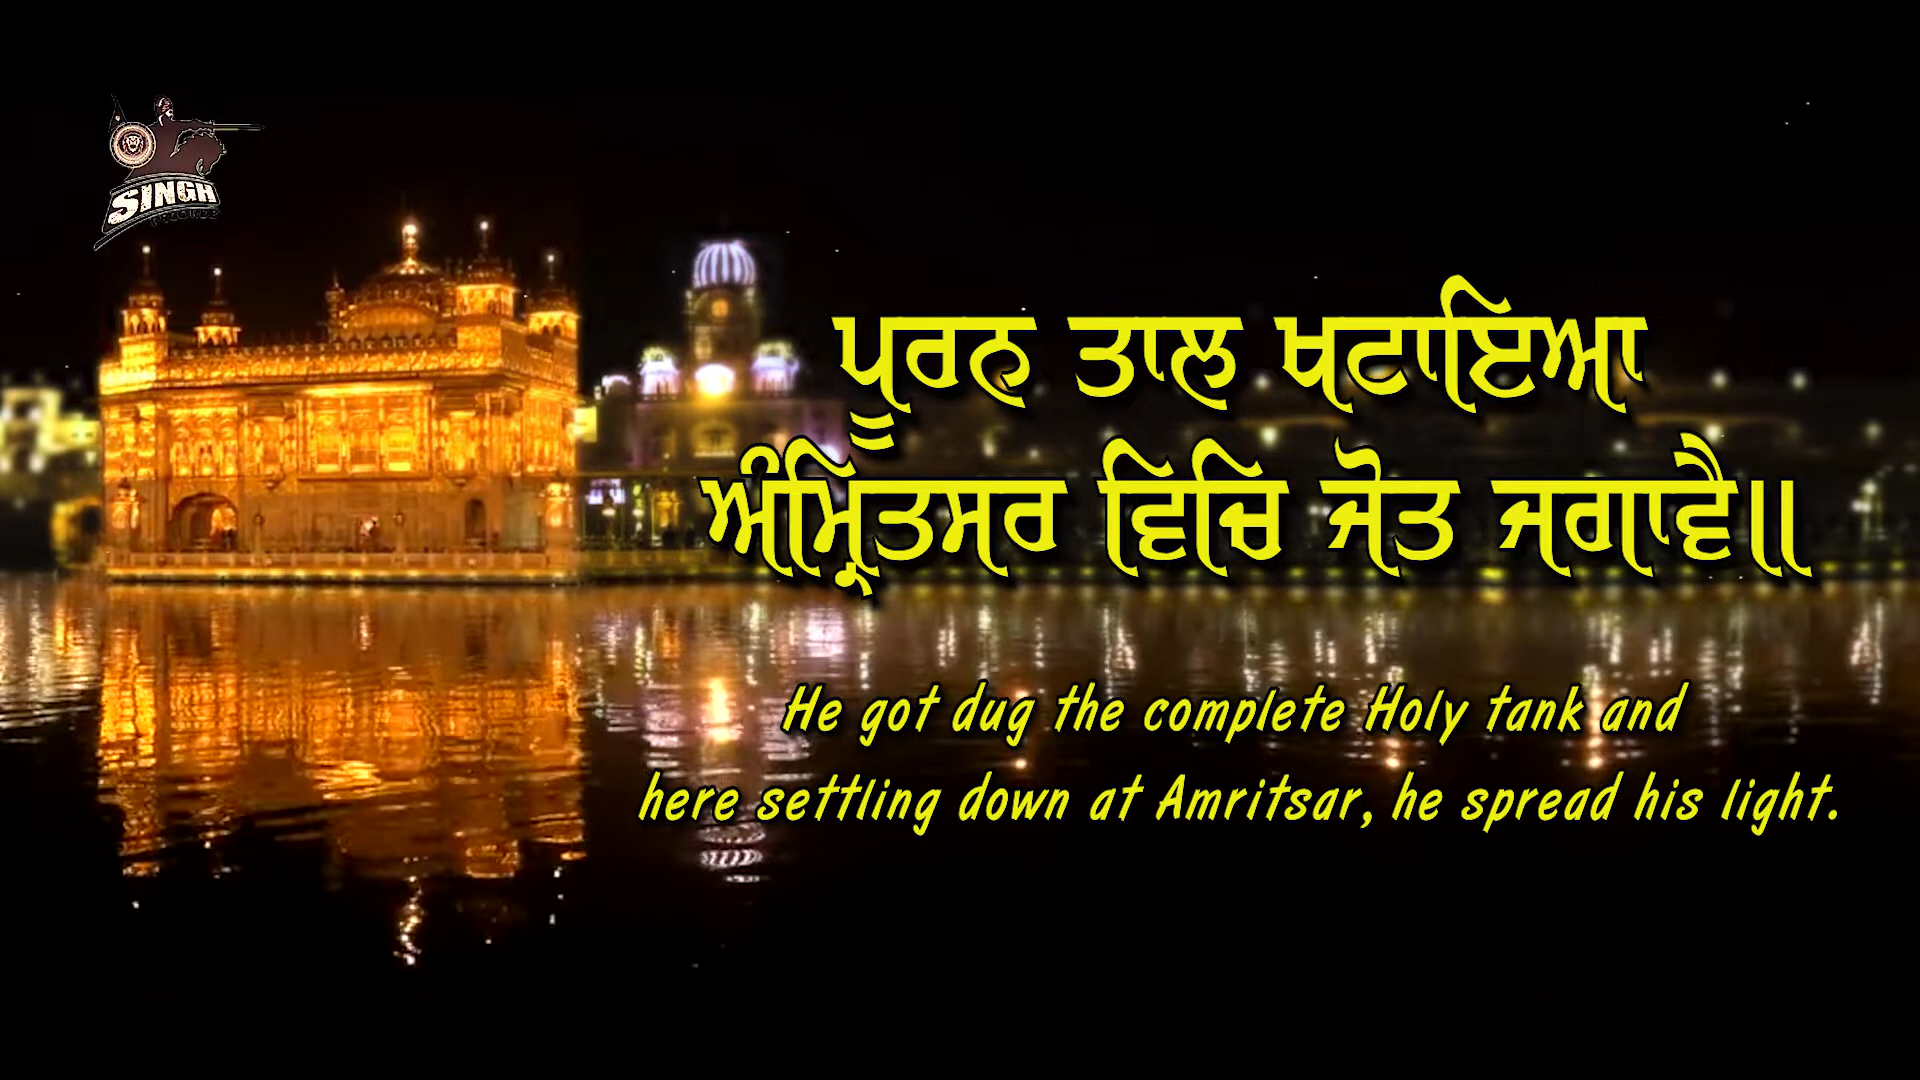 SINGH
ਪੂਰਨ ਤਾਲ ਖਟਾਇਆ
ਅੰਮ੍ਰਿਤਸਰ ਵਿਚਿ ਜੋਤ ਜਗਾਵੈ॥
He got dug the complete Holy tank and
here settling down at Amritsar, he spread his light.